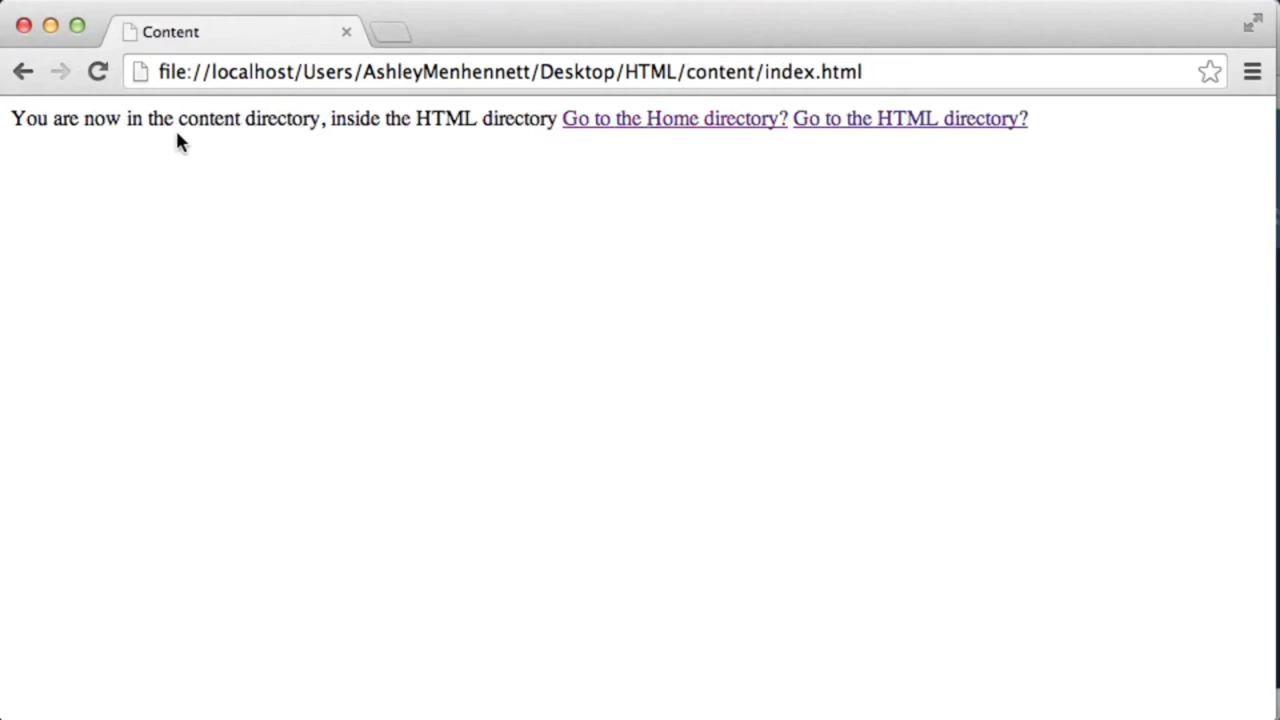 Content
file://localhost/Users/AshleyMenhennett/Desktop/HTML/content/index.html
You are now in the content directory, inside the HTML directory Go to the Home directory? Go to the HTML directory?